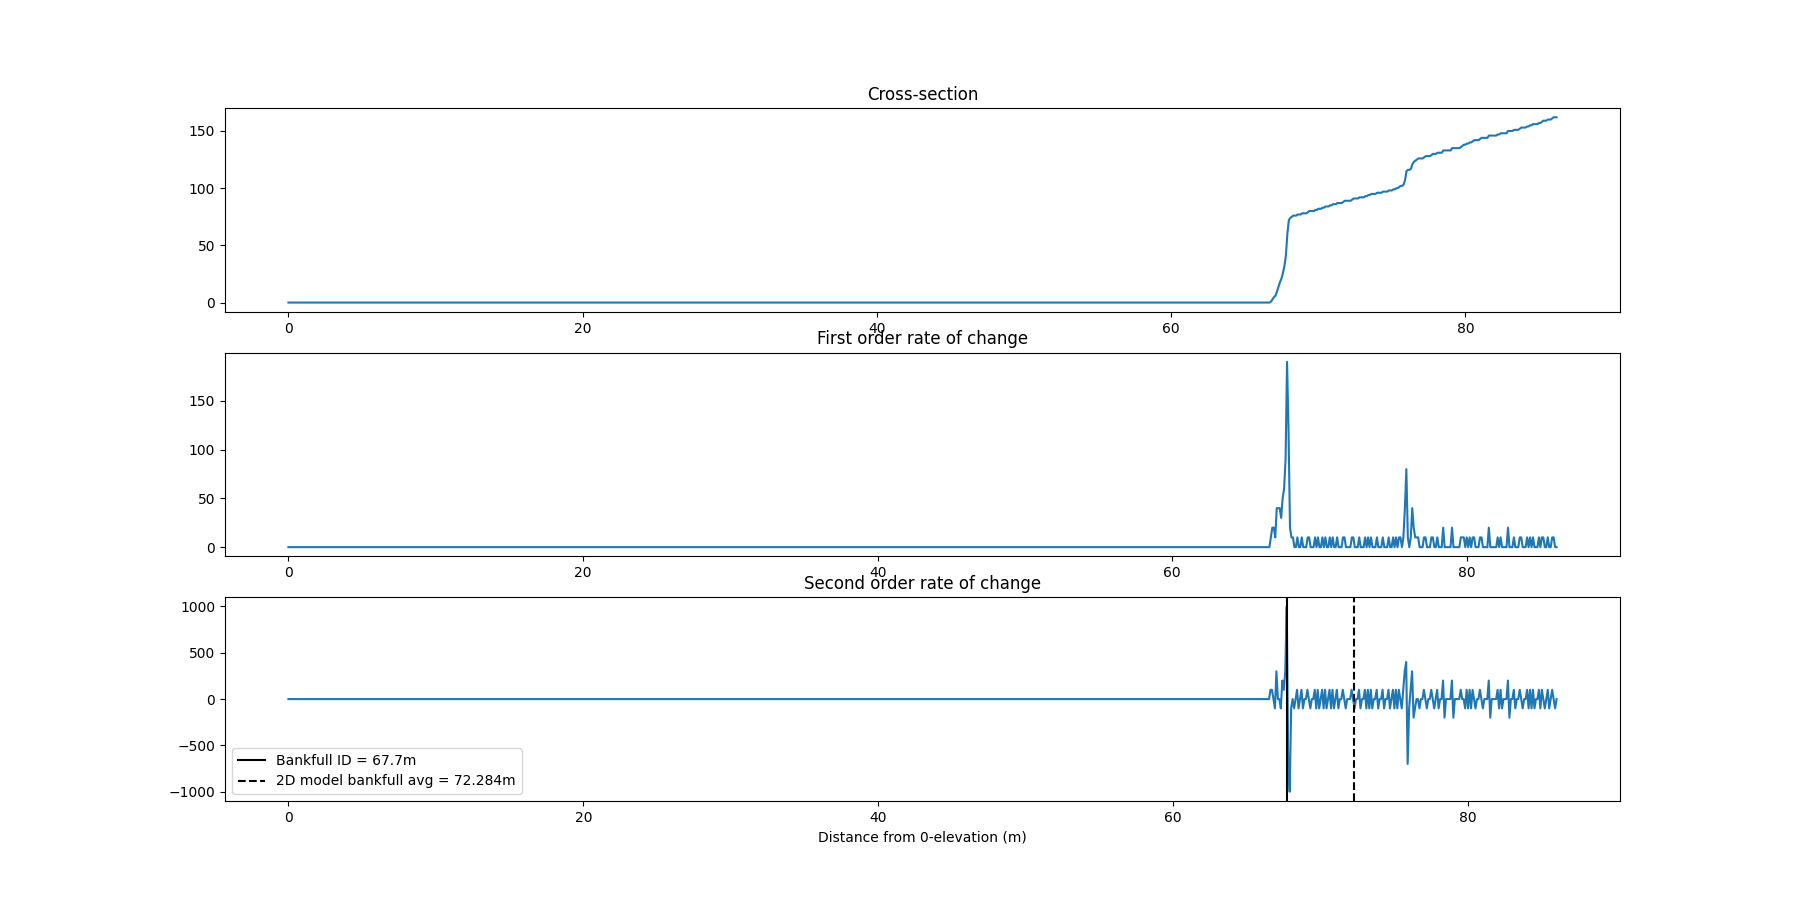 Cross-section
150
100
50
0
0 20 40 60 80
First order rate of change
150
100
50
0
0 20 40 60 80
Second order rate of change
1000
500
0
−500
−1000
Bankfull ID = 67.7m
2D model bankfull avg = 72.284m
0 20 40 60 80
Distance from 0-elevation (m)